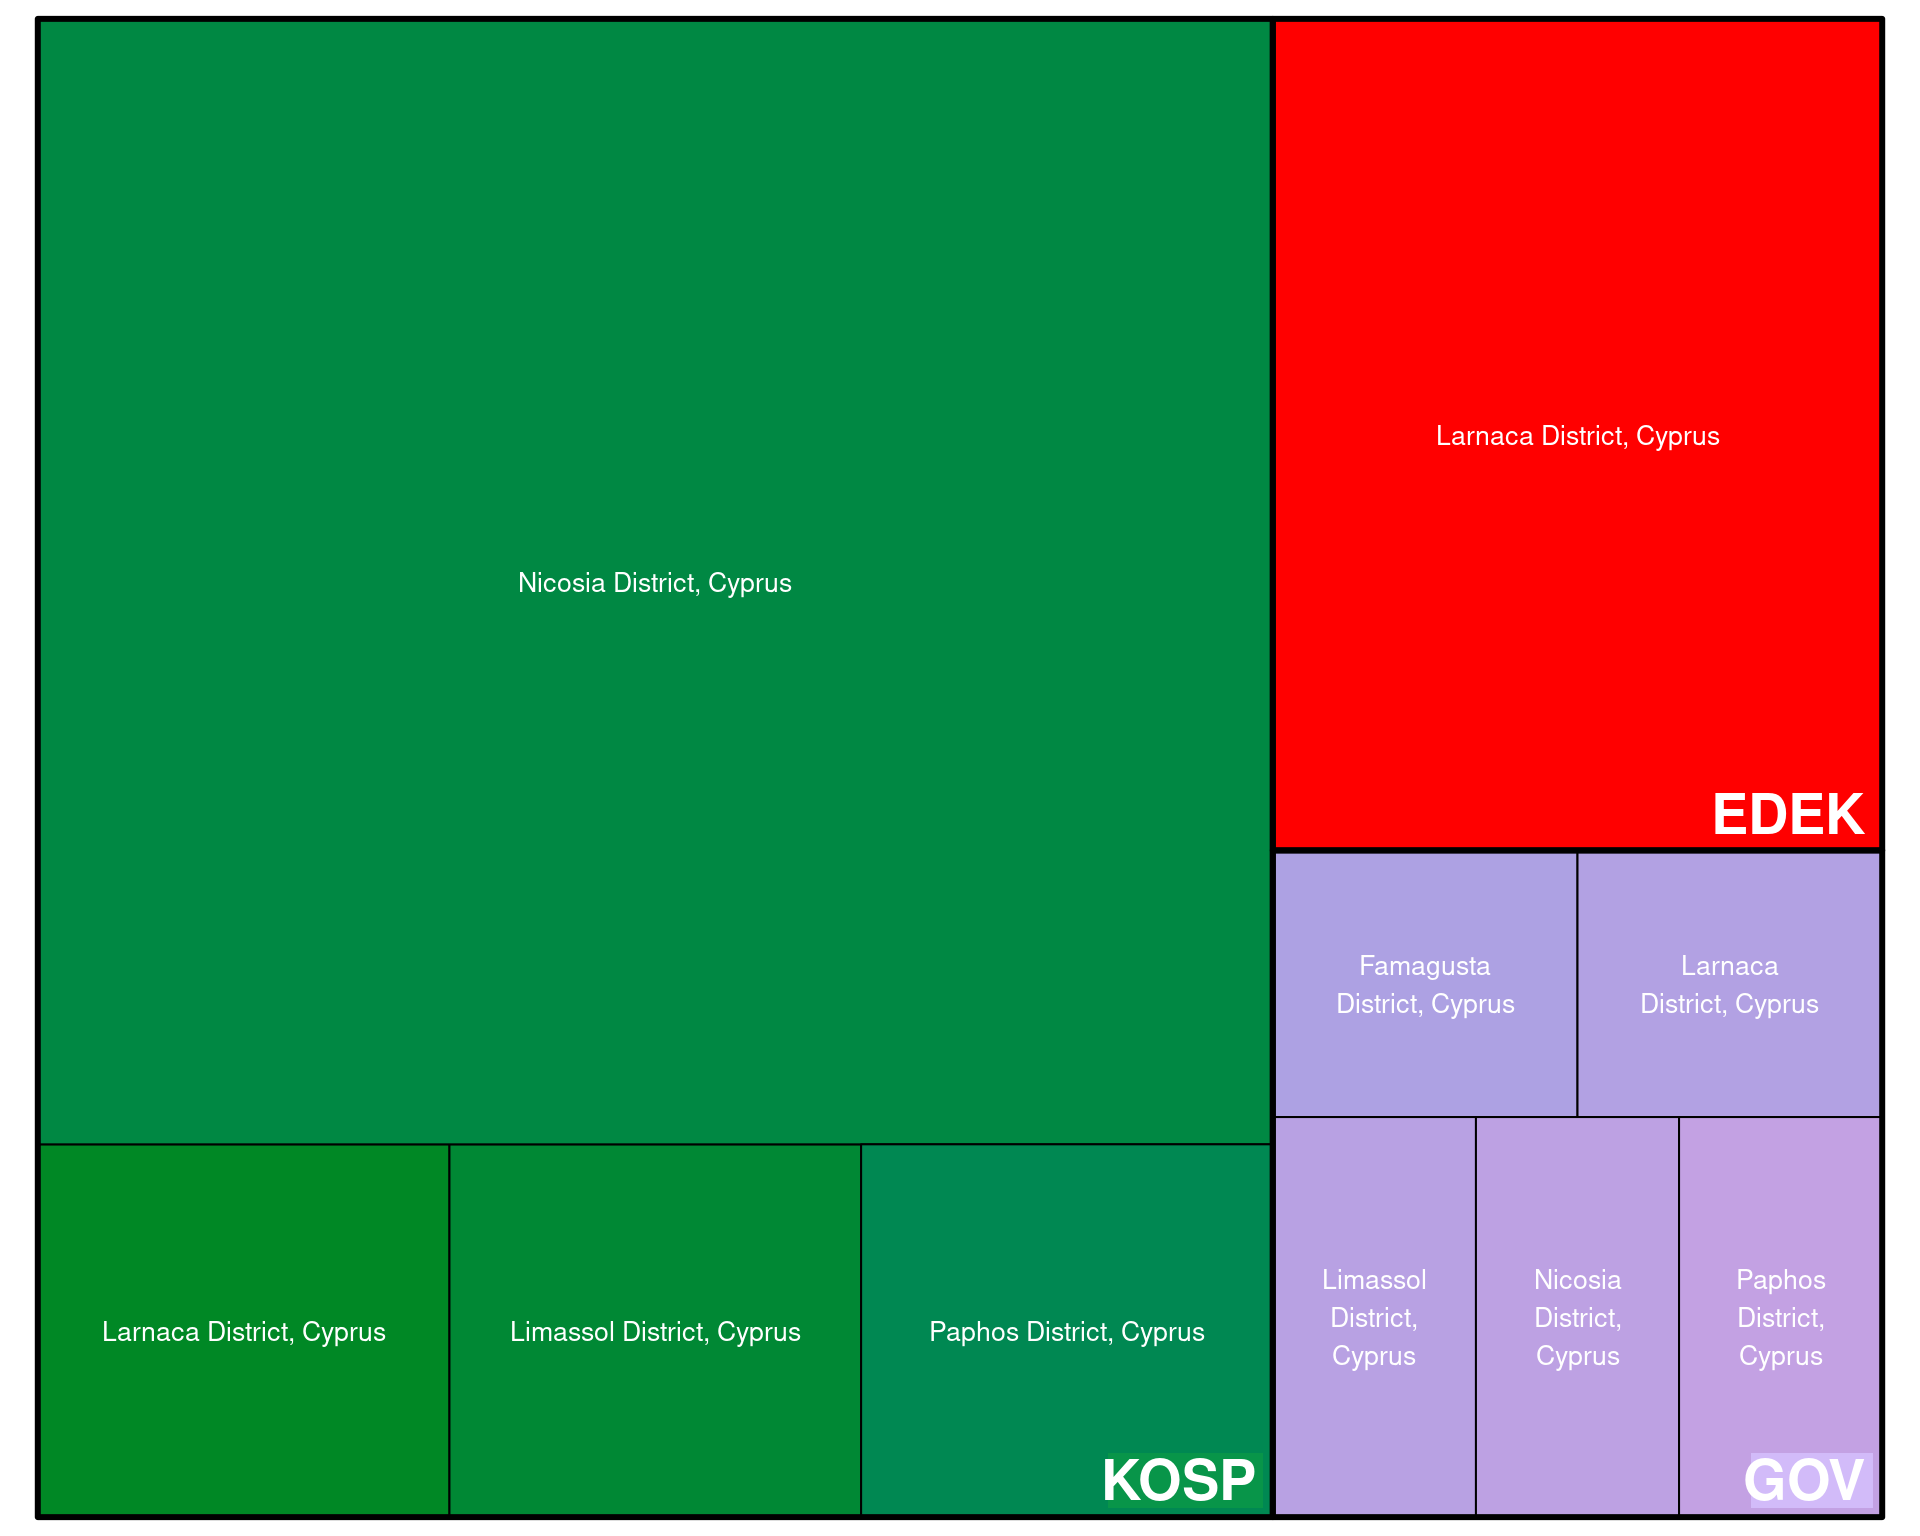 Nicosia District, Cyprus
Larnaca District, Cyprus
Limassol District, Cyprus
Paphos District, Cyprus
KOSP
Larnaca District, Cyprus
EDEK
Famagusta
District, Cyprus
Larnaca
District, Cyprus
Limassol
District,
Cyprus
Nicosia
District,
Cyprus
Paphos
District,
Cyprus
GOV